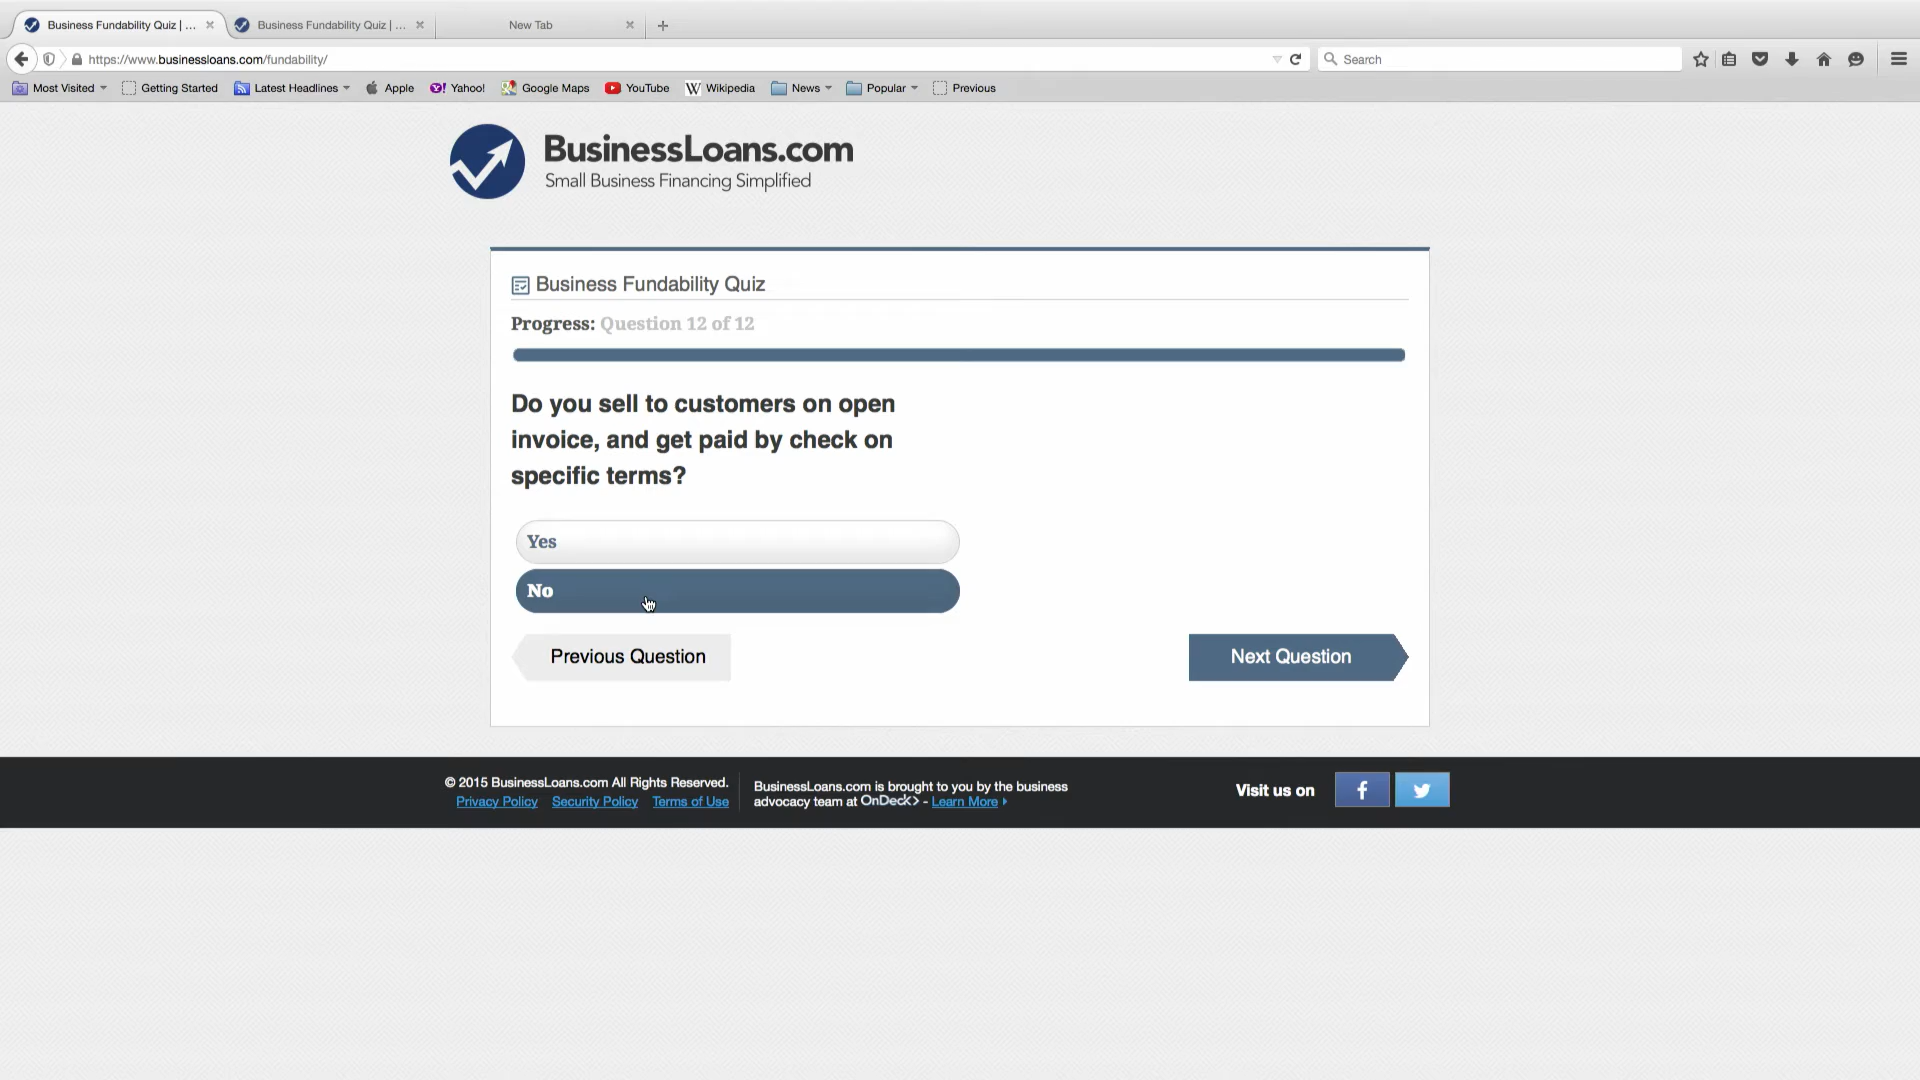 Business Fundability Quiz | ...
Business Fundability Quiz | ...
New Tab
https://www.businessloans.com/fundability/
Search
Most Visited
Getting Started
Latest Headlines
Apple
Yahoo!
Google Maps
YouTube
W Wikipedia
News
Popular
Previous
BusinessLoans.com
Small Business Financing Simplified
Business Fundability Quiz
Progress: Question 12 of 12
Do you sell to customers on open
invoice, and get paid by check on
specific terms?
Yes
No
Previous Question
Next Question
© 2015 BusinessLoans.com All Rights Reserved.
Privacy Policy Security Policy Terms of Use
BusinessLoans.com is brought to you by the business
advocacy team at OnDeck> - Learn More
Visit us on